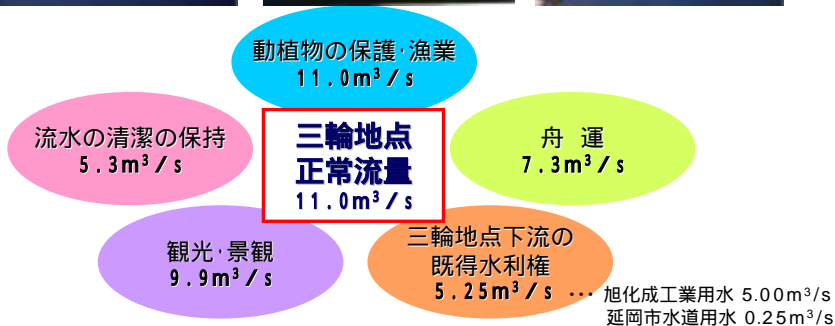 動植物の保護･漁業
11.0m³/s
流水の清潔の保持
5.3m³/s
三輪地点
正常流量
11.0m³/s
舟 運
7.3m³/s
観光･景観
9.9m³/s
三輪地点下流の
既得水利権
5.25m³/s … 旭化成工業用水 5.00m³/s
延岡市水道用水 0.25m³/s